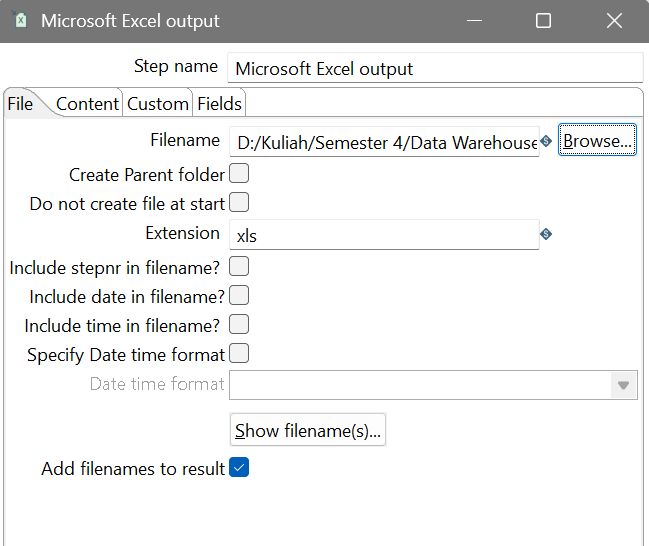 Microsoft Excel output
Step name Microsoft Excel output
File Content Custom Fields
Filename D:/Kuliah/Semester 4/Data Warehouse Browse...
Create Parent folder
Do not create file at start
Extension xls
Include stepnr in filename?
Include date in filename?
Include time in filename?
Specify Date time format
Date time format
Show filename(s)...
Add filenames to result